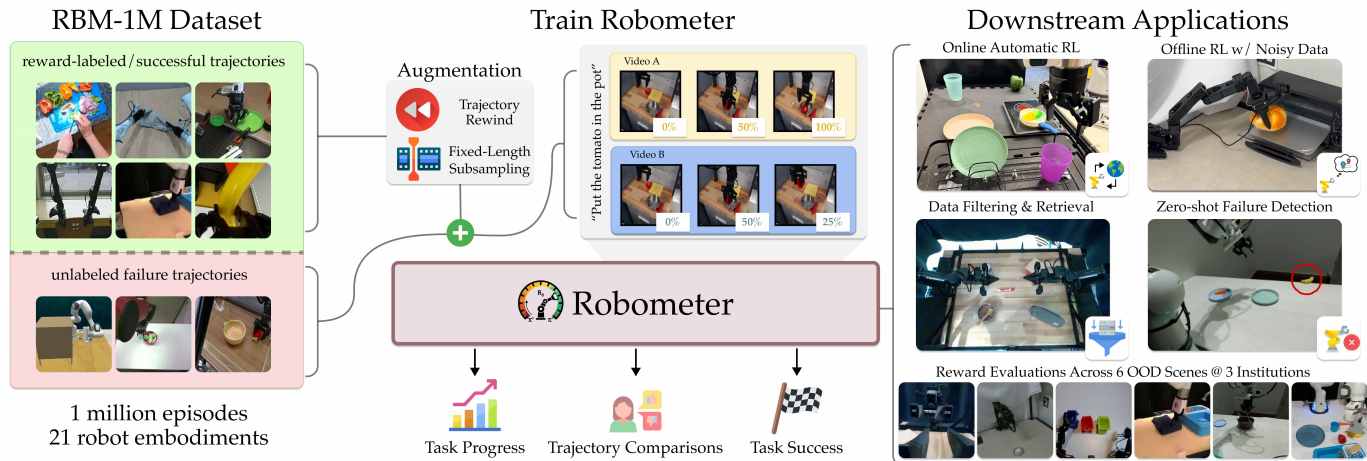 RBM-1M Dataset
reward-labeled/successful trajectories
unlabeled failure trajectories
1 million episodes
21 robot embodiments
Train Robometer
Augmentation
Trajectory
Rewind
Fixed-Length
Subsampling
"Put the tomato in the pot"
Video A
0%
50%
100%
Video B
0%
50%
25%
Robometer
Task Progress
Trajectory Comparisons
Task Success
Downstream Applications
Online Automatic RL
Offline RL w/ Noisy Data
Data Filtering & Retrieval
Zero-shot Failure Detection
Reward Evaluations Across 6 OOD Scenes @ 3 Institutions